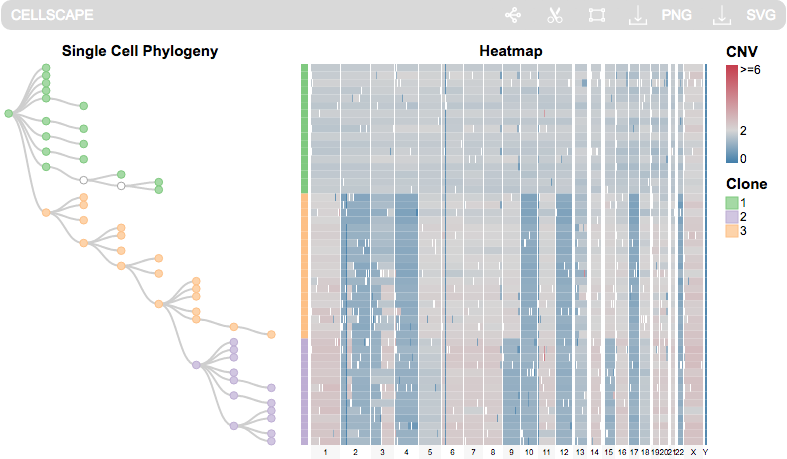 CELLSCAPE PNG SVG
Single Cell Phylogeny
Heatmap
CNV
>=6
2
0
Clone
1
2
3
1 2 3 4 5 6 7 8 9 10 11 12 13 14 15 16 17 18 19 20 21 22 X Y